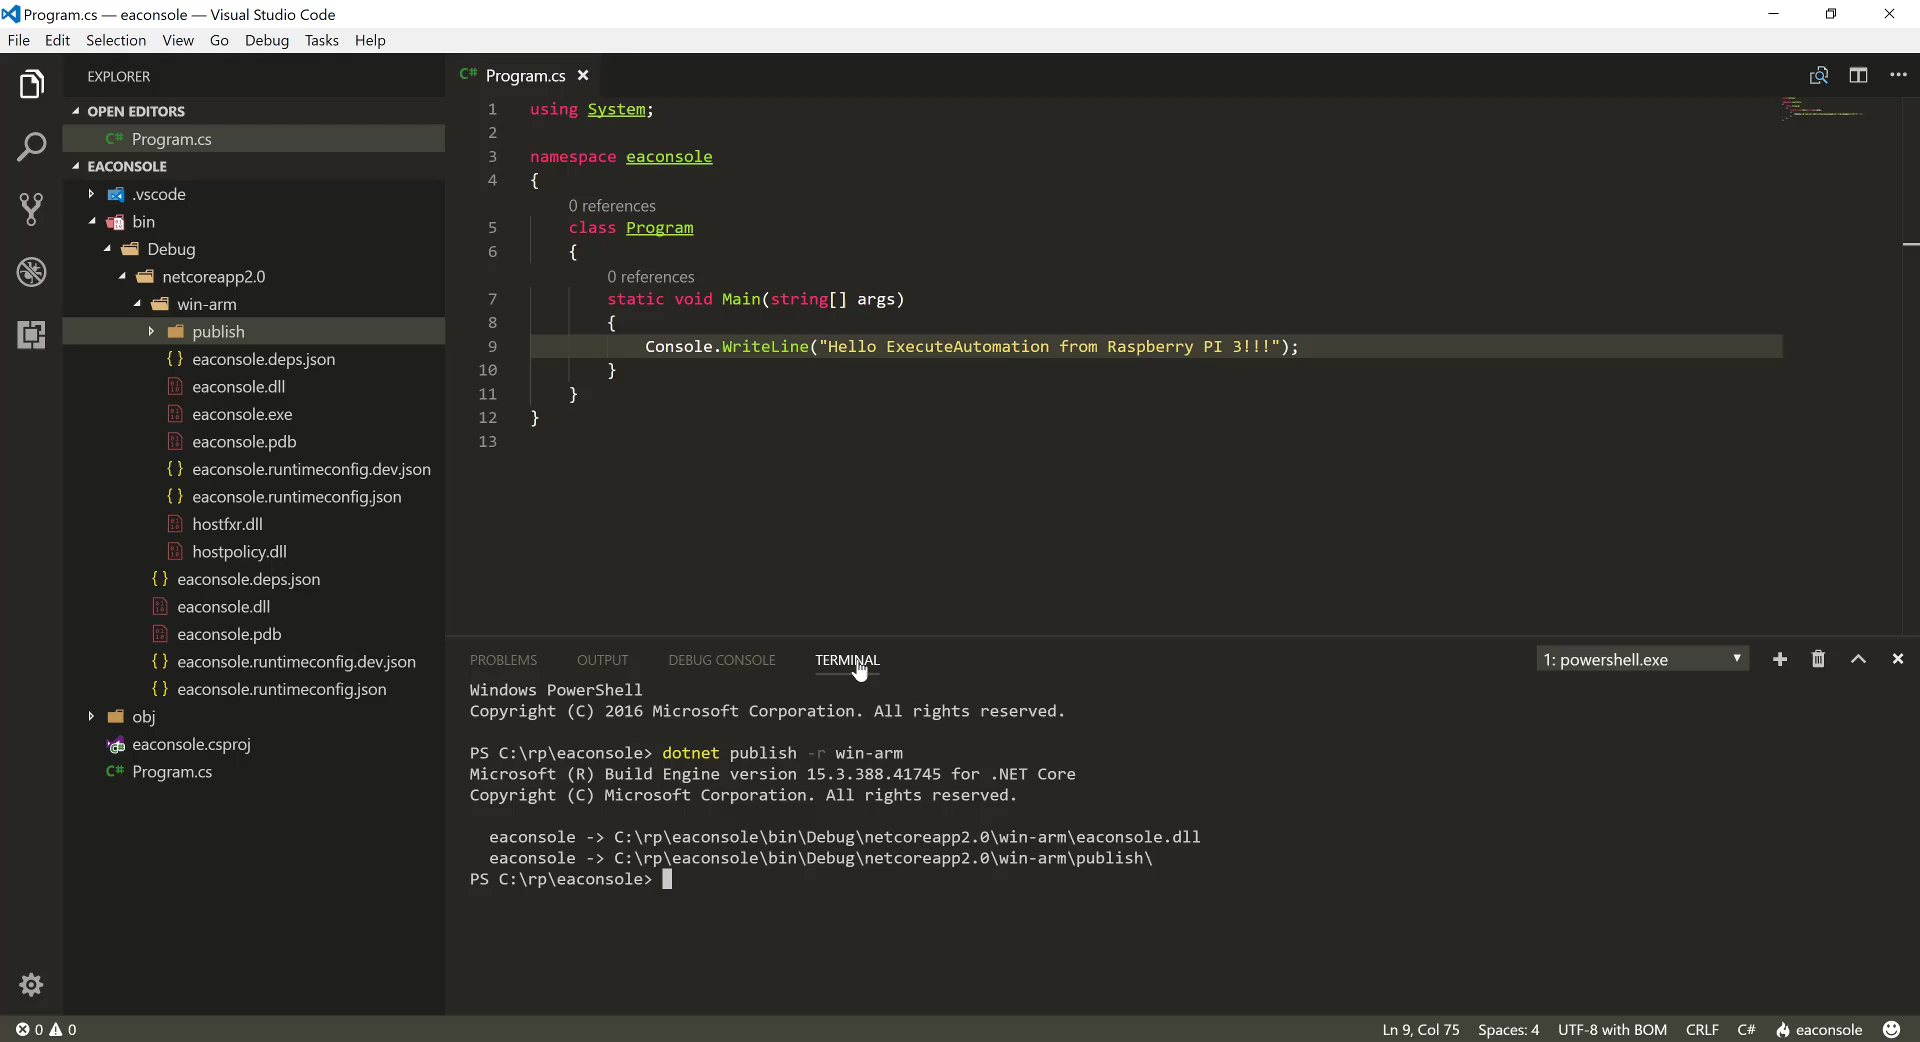 Program.cs — eaconsole — Visual Studio Code
File Edit Selection View Go Debug Tasks Help
EXPLORER
OPEN EDITORS
C# Program.cs
EACONSOLE
.vscode
bin
Debug
netcoreapp2.0
win-arm
publish
{} eaconsole.deps.json
eaconsole.dll
eaconsole.exe
eaconsole.pdb
{} eaconsole.runtimeconfig.dev.json
{} eaconsole.runtimeconfig.json
hostfxr.dll
hostpolicy.dll
{} eaconsole.deps.json
eaconsole.dll
eaconsole.pdb
{} eaconsole.runtimeconfig.dev.json
{} eaconsole.runtimeconfig.json
obj
eaconsole.csproj
C# Program.cs
C# Program.cs
1 using System;
2
3 namespace eaconsole
4 {
0 references
5 class Program
6 {
0 references
7 static void Main(string[] args)
8 {
9 Console.WriteLine("Hello ExecuteAutomation from Raspberry PI 3!!!");
10 }
11 }
12 }
13
PROBLEMS OUTPUT DEBUG CONSOLE TERMINAL 1: powershell.exe
Windows PowerShell
Copyright (C) 2016 Microsoft Corporation. All rights reserved.
PS C:\rp\eaconsole> dotnet publish -r win-arm
Microsoft (R) Build Engine version 15.3.388.41745 for .NET Core
Copyright (C) Microsoft Corporation. All rights reserved.
eaconsole -> C:\rp\eaconsole\bin\Debug\netcoreapp2.0\win-arm\eaconsole.dll
eaconsole -> C:\rp\eaconsole\bin\Debug\netcoreapp2.0\win-arm\publish\
PS C:\rp\eaconsole>
0 0 Ln 9, Col 75 Spaces: 4 UTF-8 with BOM CRLF C# eaconsole